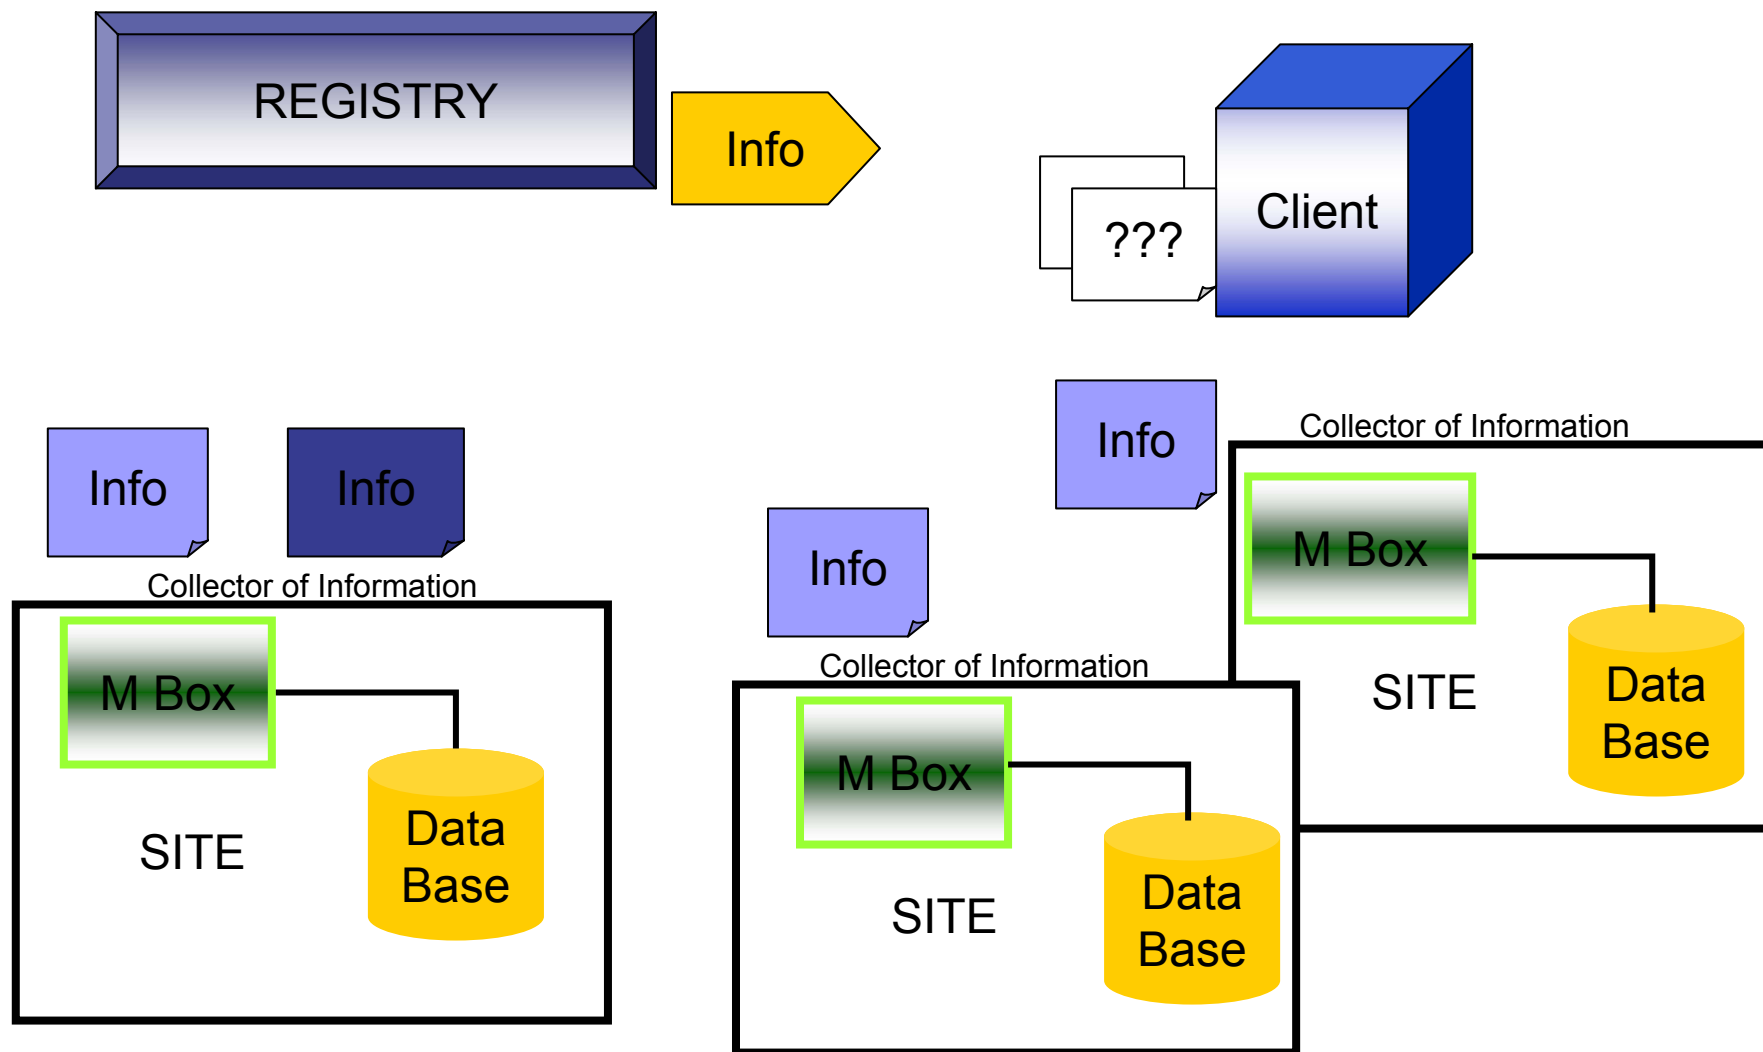 REGISTRY
Info
Client
???
Info
Info
Collector of Information
M Box
SITE
Data
Base
Info
Collector of Information
M Box
SITE
Data
Base
Info
Collector of Information
M Box
SITE
Data
Base